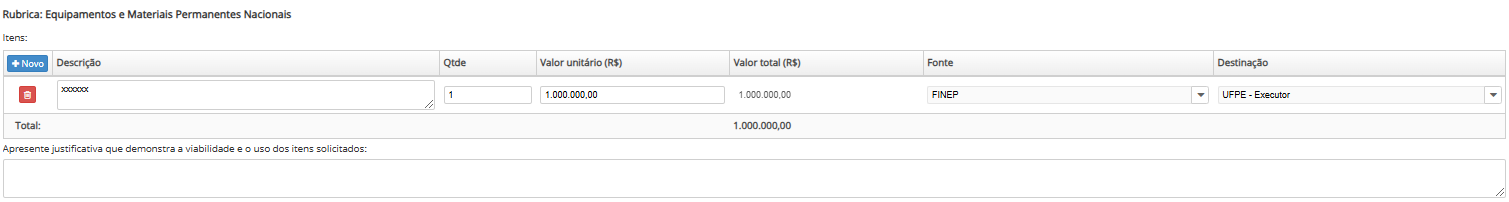 Rubrica: Equipamentos e Materiais Permanentes Nacionais
Itens:
Novo Descrição Qtde Valor unitário (R$) Valor total (R$) Fonte Destinação
xxxxxx 1 1.000.000,00 1.000.000,00 FINEP UFPE - Executor
Total: 1.000.000,00
Apresente justificativa que demonstra a viabilidade e o uso dos itens solicitados: